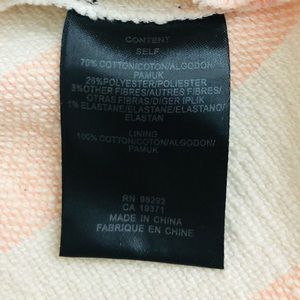 CONTENT
SELF
70% COTTON/COTON/ALGODON/
PAMUK
26%POLYESTER/POLIESTER
3%OTHER FIBRES/AUTRES FIBRES/
OTRAS FIBRAS/DIGER IPLIK
1% ELASTANE/ELASTANE/ELASTANO/
ELASTAN
LINING
100% COTTON/COTON/ALGODON/
PAMUK
RN 98292
CA 19371
MADE IN CHINA
FABRIQUE EN CHINE